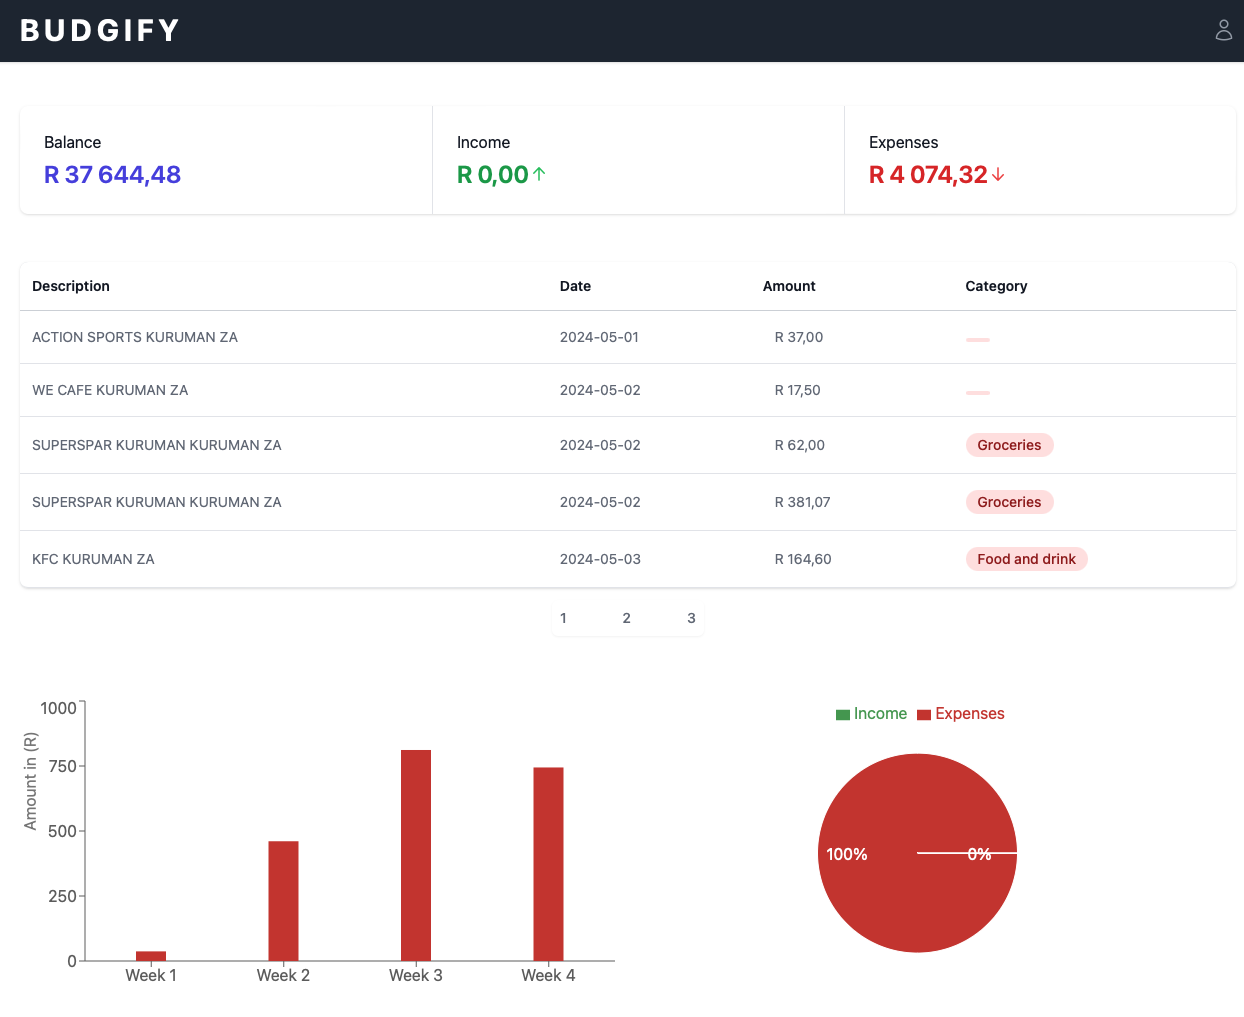 BUDGIFY
Balance
R 37 644,48
Income
R 0,00
Expenses
R 4 074,32
Description Date Amount Category
ACTION SPORTS KURUMAN ZA 2024-05-01 R 37,00
WE CAFE KURUMAN ZA 2024-05-02 R 17,50
SUPERSPAR KURUMAN KURUMAN ZA 2024-05-02 R 62,00 Groceries
SUPERSPAR KURUMAN KURUMAN ZA 2024-05-02 R 381,07 Groceries
KFC KURUMAN ZA 2024-05-03 R 164,60 Food and drink
1 2 3
Amount in (R)
1000
750
500
250
0
Week 1 Week 2 Week 3 Week 4
Income Expenses
100% 0%